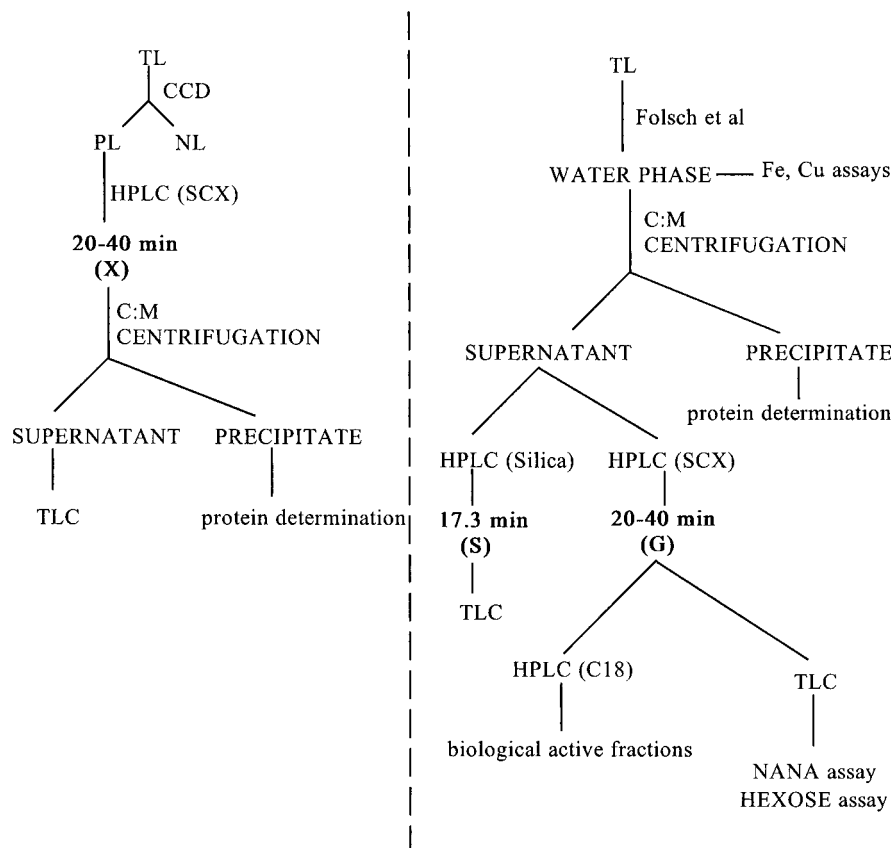 TL
CCD
PL
NL
HPLC (SCX)
20-40 min
(X)
C:M
CENTRIFUGATION
SUPERNATANT
PRECIPITATE
TLC
protein determination
TL
Folsch et al
WATER PHASE
Fe, Cu assays
C:M
CENTRIFUGATION
SUPERNATANT
PRECIPITATE
protein determination
HPLC (Silica)
HPLC (SCX)
17.3 min
(S)
20-40 min
(G)
TLC
HPLC (C18)
TLC
biological active fractions
NANA assay
HEXOSE assay